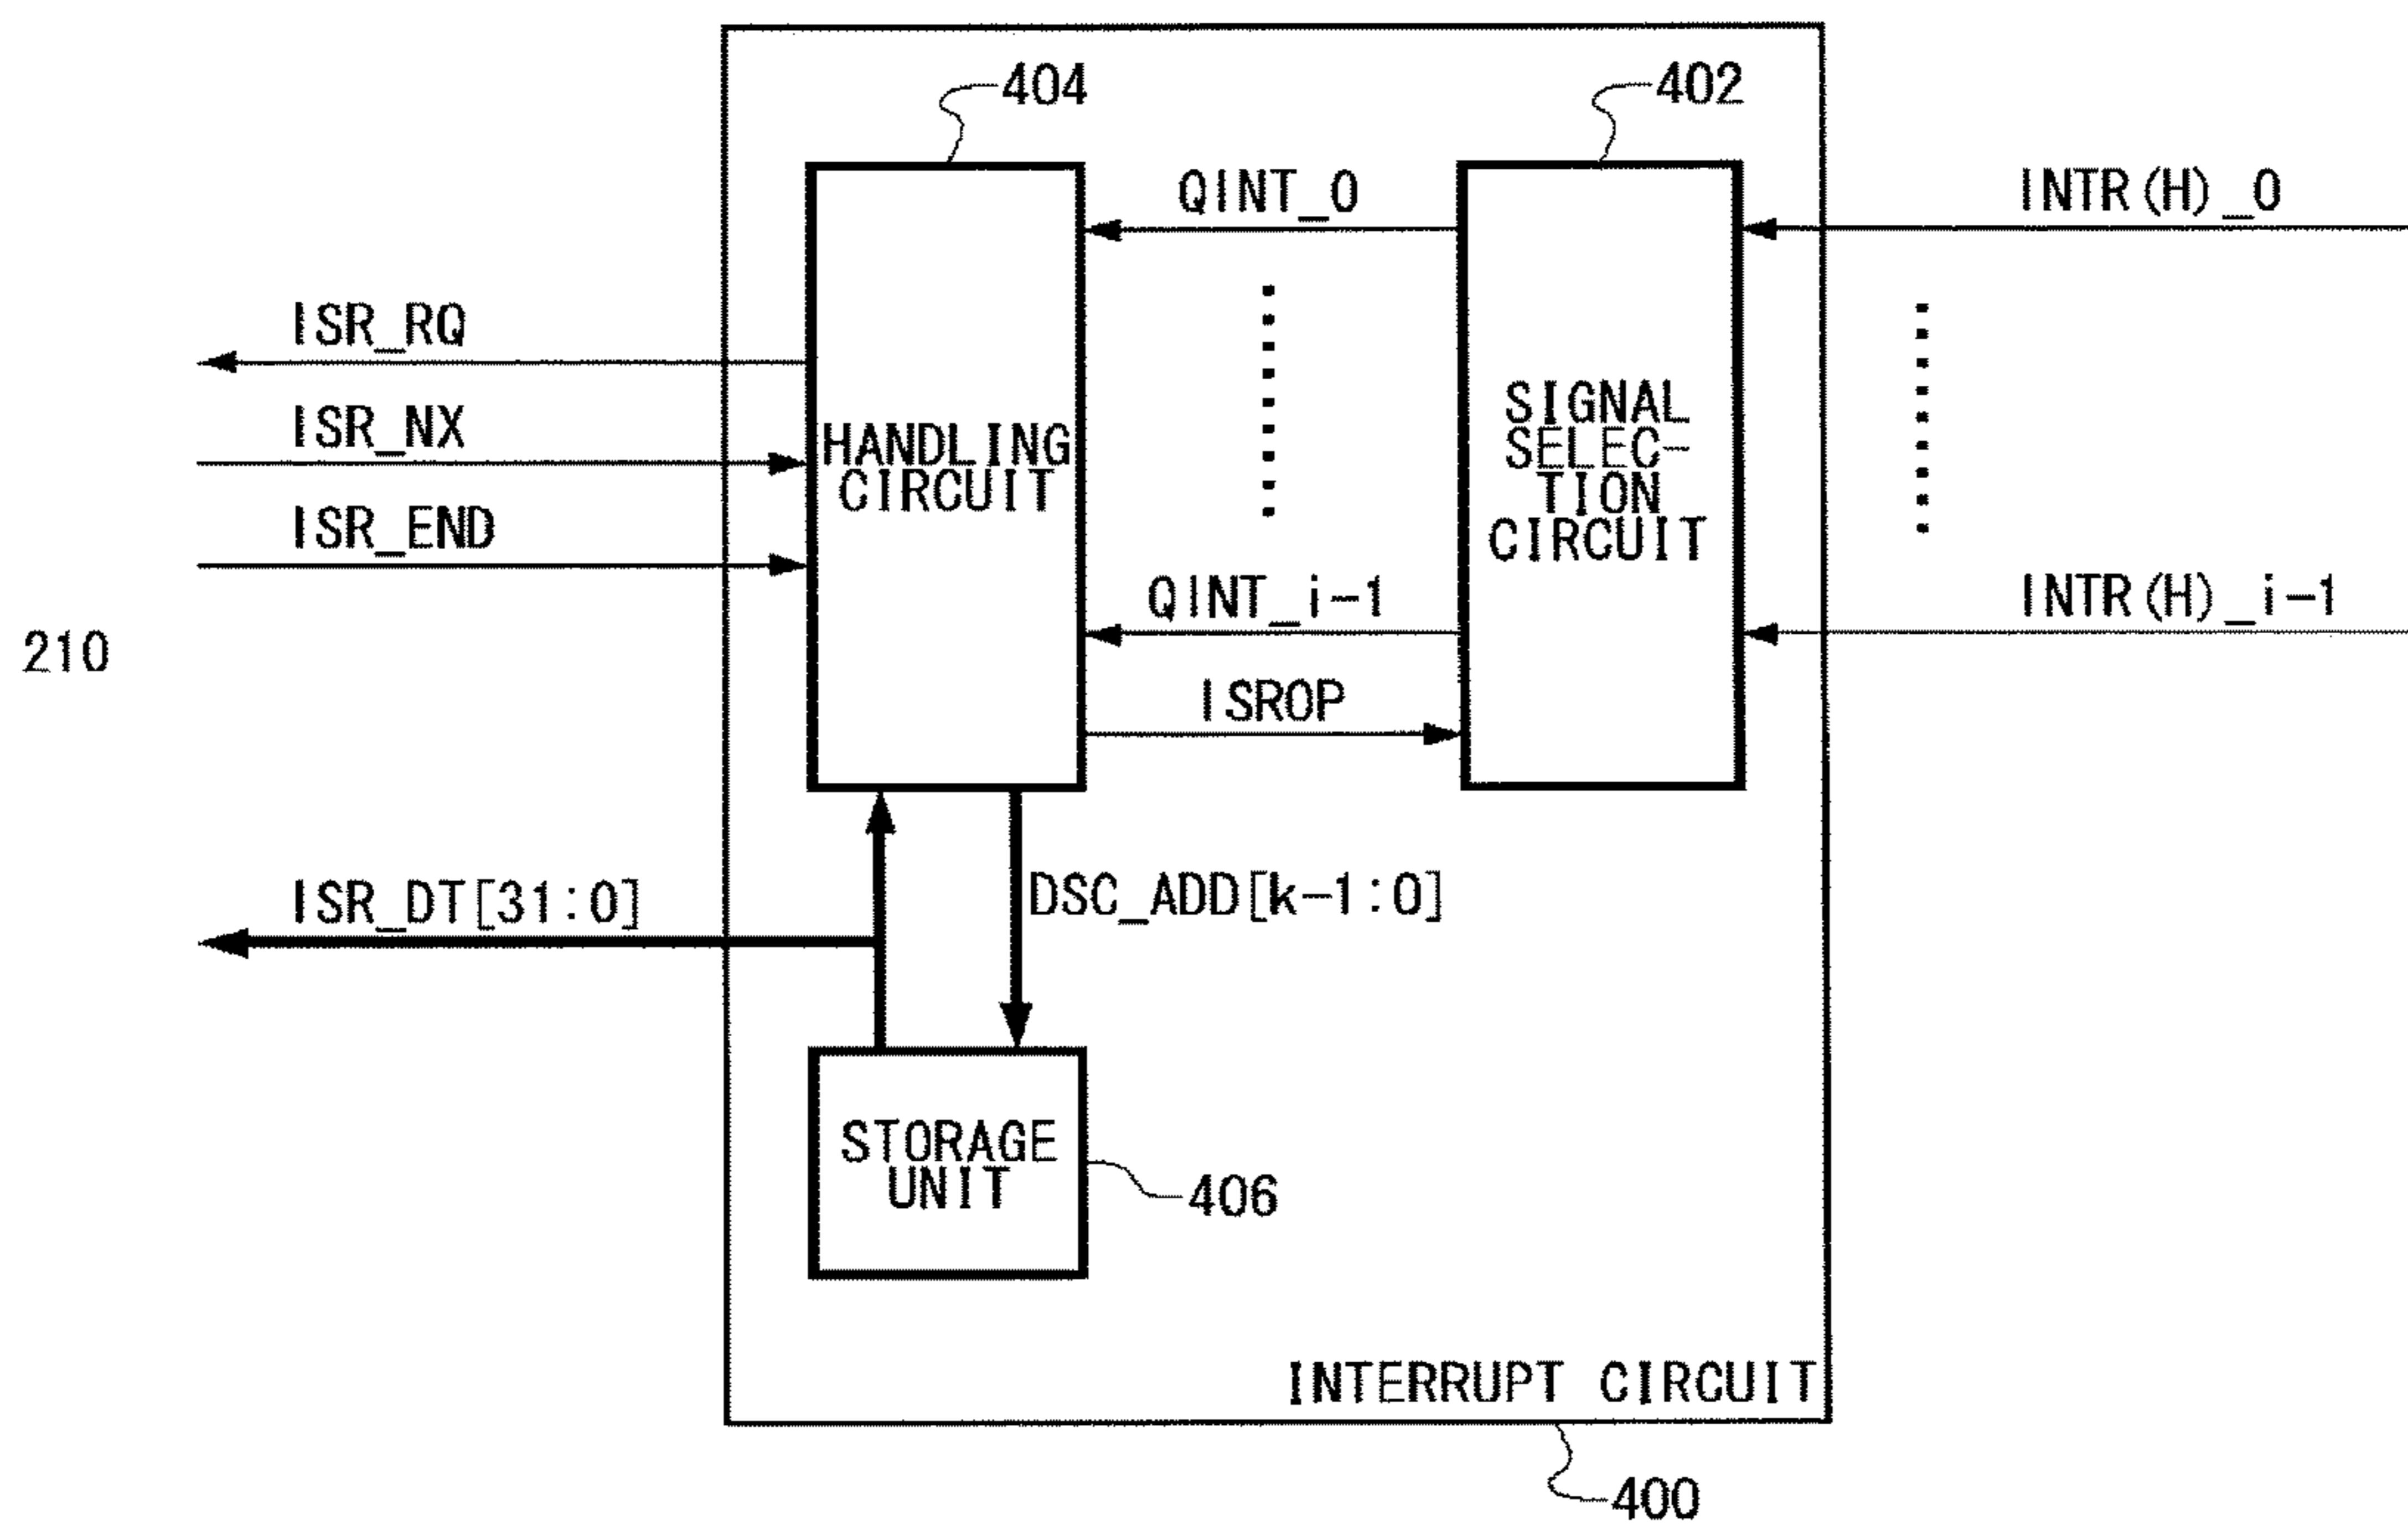 404
402
QINT_0
INTR(H)_0
ISR_RQ
ISR_NX
HANDLING
CIRCUIT
SIGNAL
SELEC-
TION
CIRCUIT
ISR_END
QINT_i-1
INTR(H)_i-1
210
ISROP
ISR_DT[31:0]
DSC_ADD[k-1:0]
STORAGE
UNIT
406
INTERRUPT CIRCUIT
400